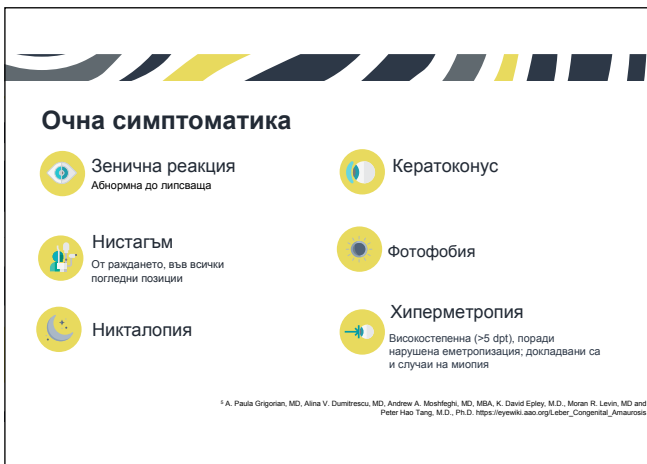 Очна симптоматика
Зенична реакция
Абнормна до липсваща
Нистагъм
От раждането, във всички
погледни позиции
Никталопия
Кератоконус
Фотофобия
Хиперметропия
Високостепенна (>5 dpt), поради
нарушена еметропизация; докладвани са
и случаи на миопия
⁵ A. Paula Grigorian, MD, Alina V. Dumitrescu, MD, Andrew A. Moshfeghi, MD, MBA, K. David Epley, M.D., Moran R. Levin, MD and
Peter Hao Tang, M.D., Ph.D. https://eyewiki.aao.org/Leber_Congenital_Amaurosis